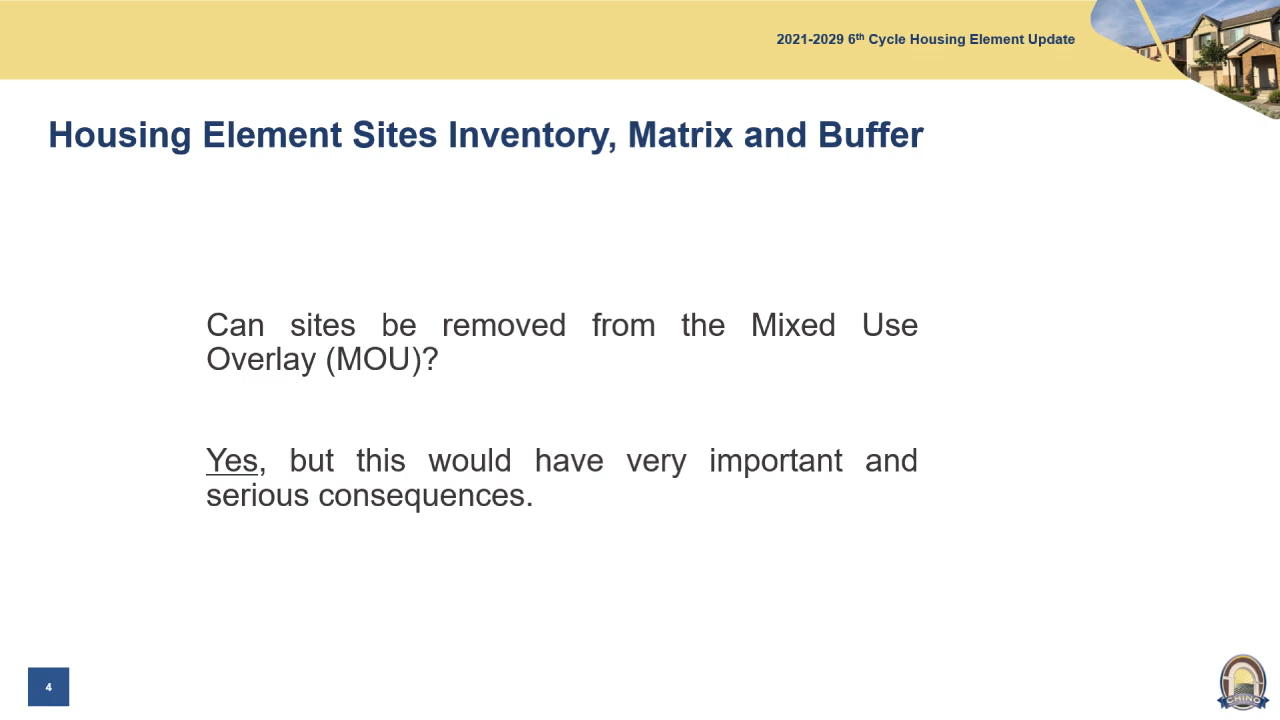 2021-2029 6th Cycle Housing Element Update
Housing Element Sites Inventory, Matrix and Buffer
Can sites be removed from the Mixed Use
Overlay (MOU)?
Yes, but this would have very important and
serious consequences.
4
CHINO